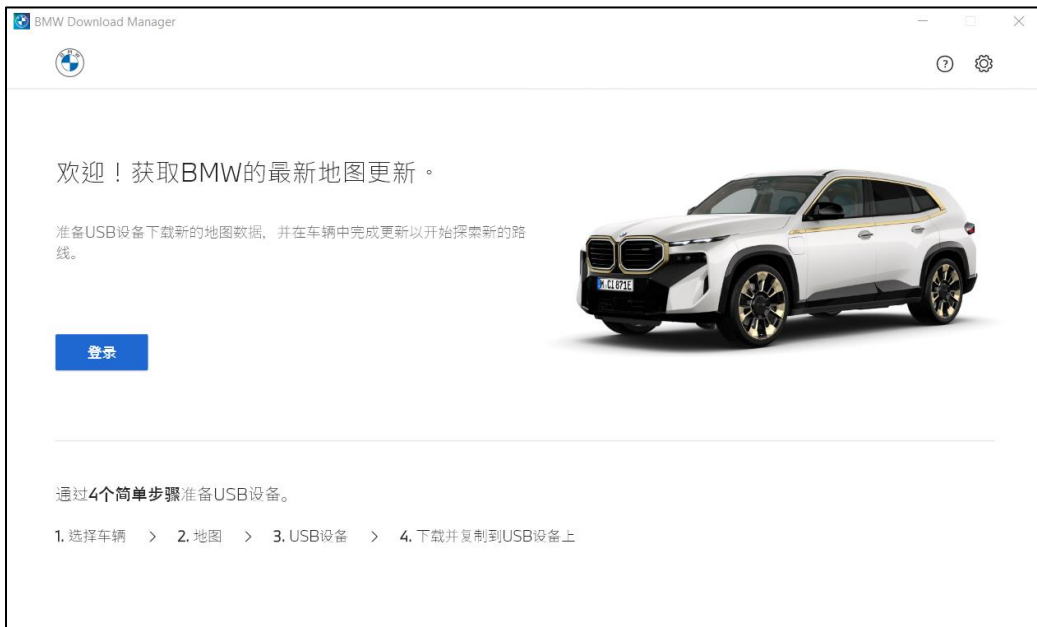 BMW Download Manager
欢迎！获取BMW的最新地图更新。
准备USB设备下载新的地图数据，并在车辆中完成更新以开始探索新的路
线。
M·CI 871E
登录
通过4个简单步骤准备USB设备。
1. 选择车辆 > 2. 地图 > 3. USB设备 > 4. 下载并复制到USB设备上